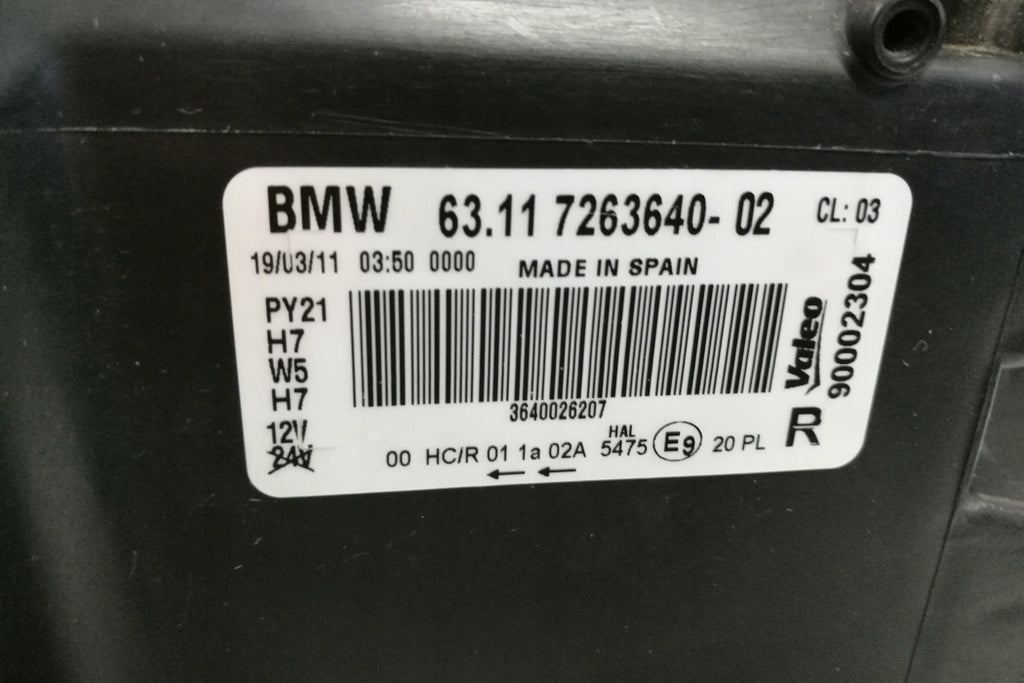 BMW 63.11 7263640- 02 CL: 03
19/03/11 03:50 0000 MADE IN SPAIN
PY21
H7
W5
H7
12V
24V
3640026207
00 HC/R 01 1a 02A HAL 5475 E9 20 PL
Valeo
90002304
R